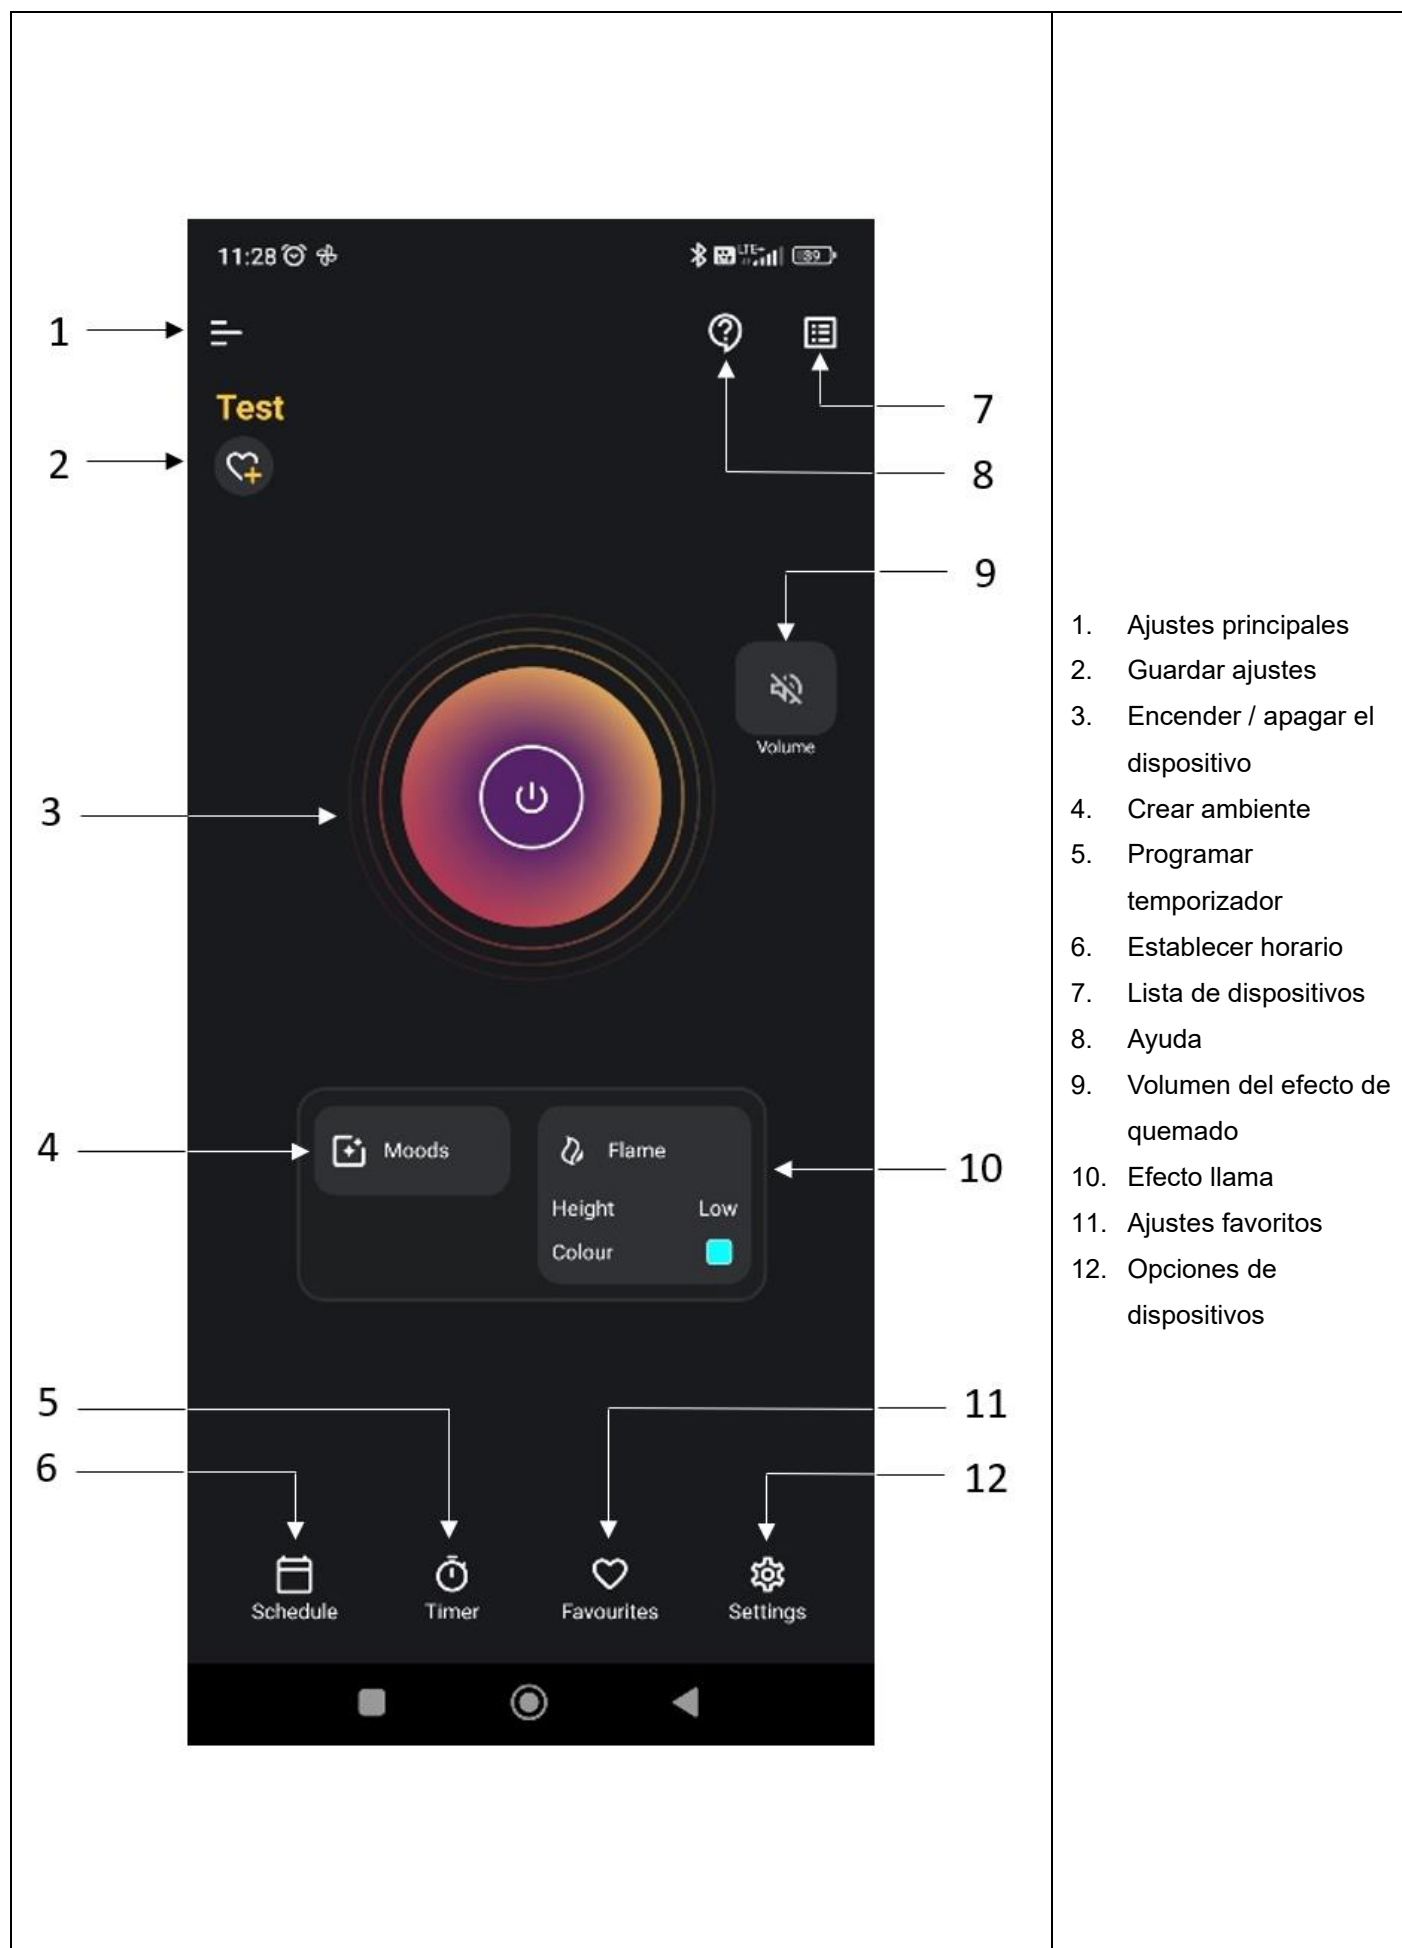 11:28
LTE+
39
1
Test
7
2
8
9
Volume
3
4
Moods
Flame
10
Height Low
Colour
5
11
6
12
Schedule Timer Favourites Settings
1. Ajustes principales
2. Guardar ajustes
3. Encender / apagar el
dispositivo
4. Crear ambiente
5. Programar
temporizador
6. Establecer horario
7. Lista de dispositivos
8. Ayuda
9. Volumen del efecto de
quemado
10. Efecto llama
11. Ajustes favoritos
12. Opciones de
dispositivos